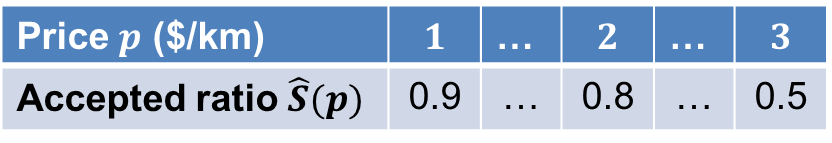 Price p ($/km) 1 ... 2 ... 3
Accepted ratio Ŝ(p) 0.9 ... 0.8 ... 0.5